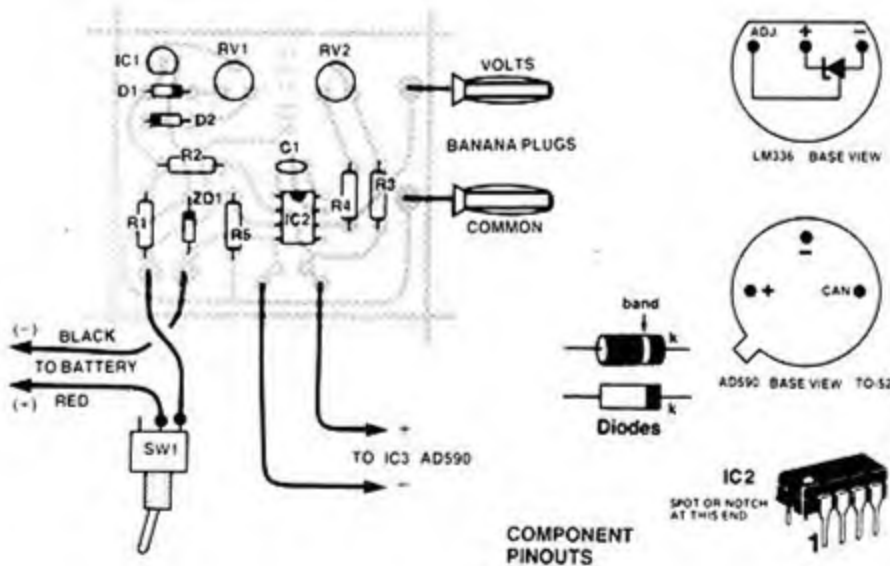 IC1
RV1
RV2
D1
D2
C1
R2
R4
R3
R1
ZD1
R5
IC2
VOLTS
BANANA PLUGS
COMMON
(-) BLACK
TO BATTERY
(+) RED
SW1
+
TO IC3 AD590
-
ADJ. + -
LM336 BASE VIEW
-
+ CAN
AD590 BASE VIEW TO-52
band
k
k
Diodes
IC2
SPOT OR NOTCH
AT THIS END
1
COMPONENT
PINOUTS